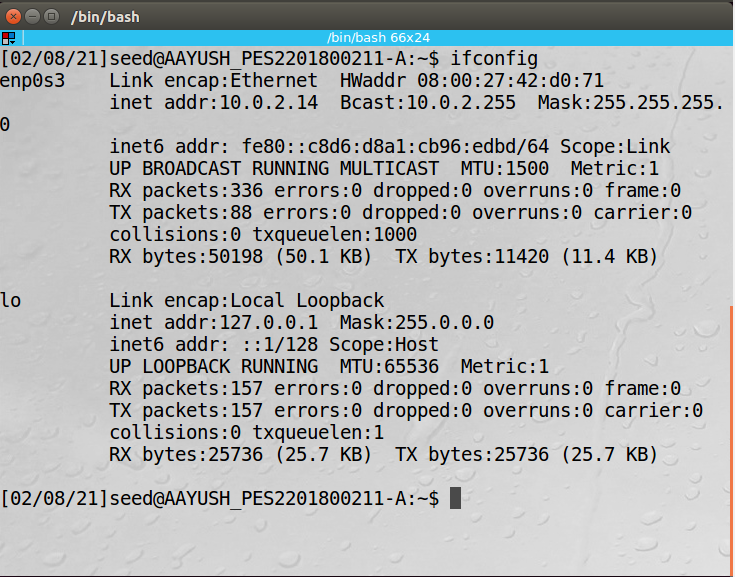 /bin/bash
/bin/bash 66x24
[02/08/21]seed@AAYUSH_PES2201800211-A:~$ ifconfig
enp0s3    Link encap:Ethernet  HWaddr 08:00:27:42:d0:71
          inet addr:10.0.2.14  Bcast:10.0.2.255  Mask:255.255.255.
0
          inet6 addr: fe80::c8d6:d8a1:cb96:edbd/64 Scope:Link
          UP BROADCAST RUNNING MULTICAST  MTU:1500  Metric:1
          RX packets:336 errors:0 dropped:0 overruns:0 frame:0
          TX packets:88 errors:0 dropped:0 overruns:0 carrier:0
          collisions:0 txqueuelen:1000
          RX bytes:50198 (50.1 KB)  TX bytes:11420 (11.4 KB)

lo        Link encap:Local Loopback
          inet addr:127.0.0.1  Mask:255.0.0.0
          inet6 addr: ::1/128 Scope:Host
          UP LOOPBACK RUNNING  MTU:65536  Metric:1
          RX packets:157 errors:0 dropped:0 overruns:0 frame:0
          TX packets:157 errors:0 dropped:0 overruns:0 carrier:0
          collisions:0 txqueuelen:1
          RX bytes:25736 (25.7 KB)  TX bytes:25736 (25.7 KB)

[02/08/21]seed@AAYUSH_PES2201800211-A:~$